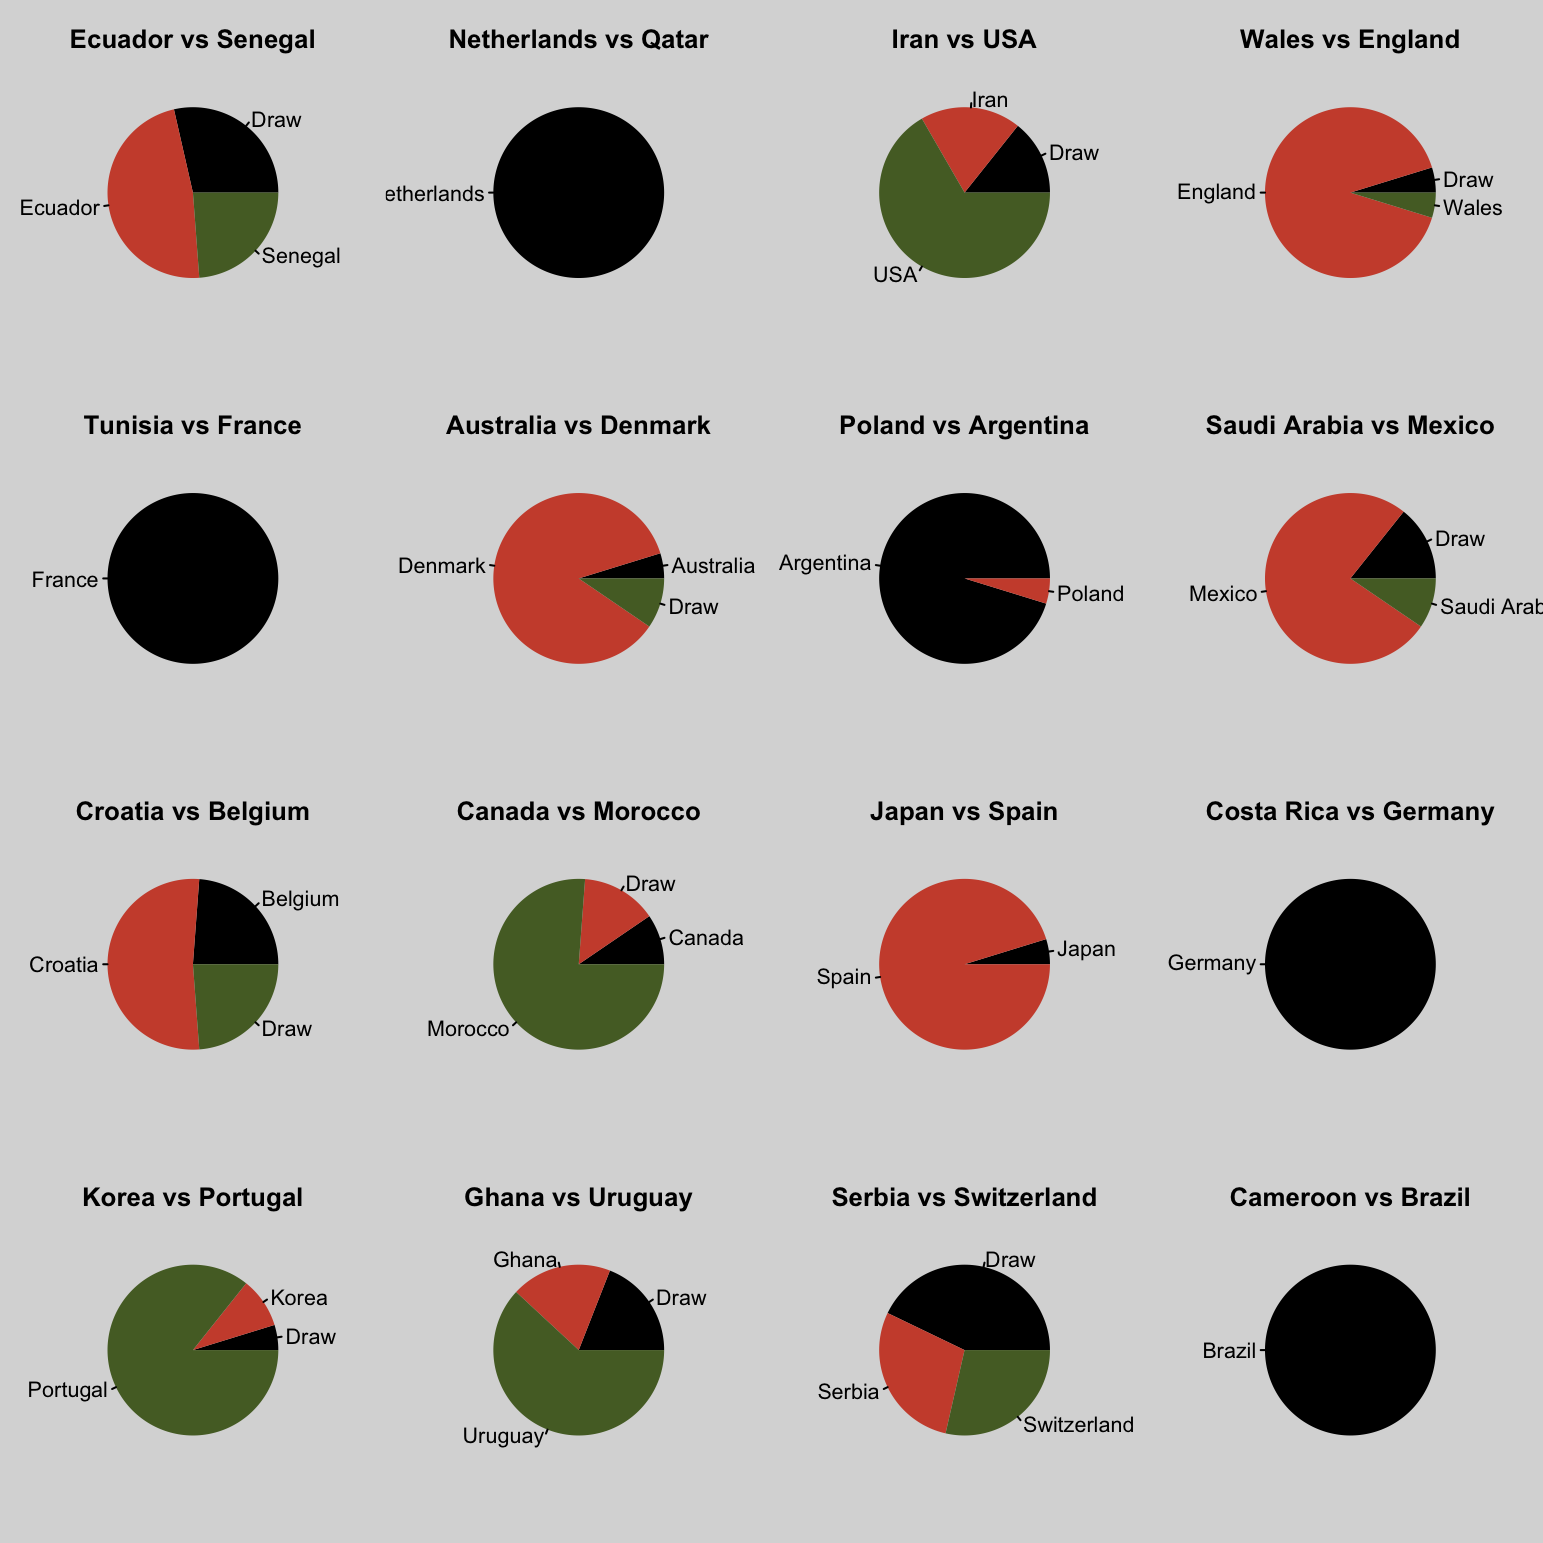 Ecuador vs Senegal
Draw
Ecuador
Senegal
Netherlands vs Qatar
etherlands
Iran vs USA
Iran
Draw
USA
Wales vs England
England
Draw
Wales
Tunisia vs France
France
Australia vs Denmark
Denmark
Australia
Draw
Poland vs Argentina
Argentina
Poland
Saudi Arabia vs Mexico
Draw
Mexico
Saudi Arab
Croatia vs Belgium
Belgium
Croatia
Draw
Canada vs Morocco
Draw
Canada
Morocco
Japan vs Spain
Japan
Spain
Costa Rica vs Germany
Germany
Korea vs Portugal
Korea
Draw
Portugal
Ghana vs Uruguay
Ghana
Draw
Uruguay
Serbia vs Switzerland
Draw
Serbia
Switzerland
Cameroon vs Brazil
Brazil